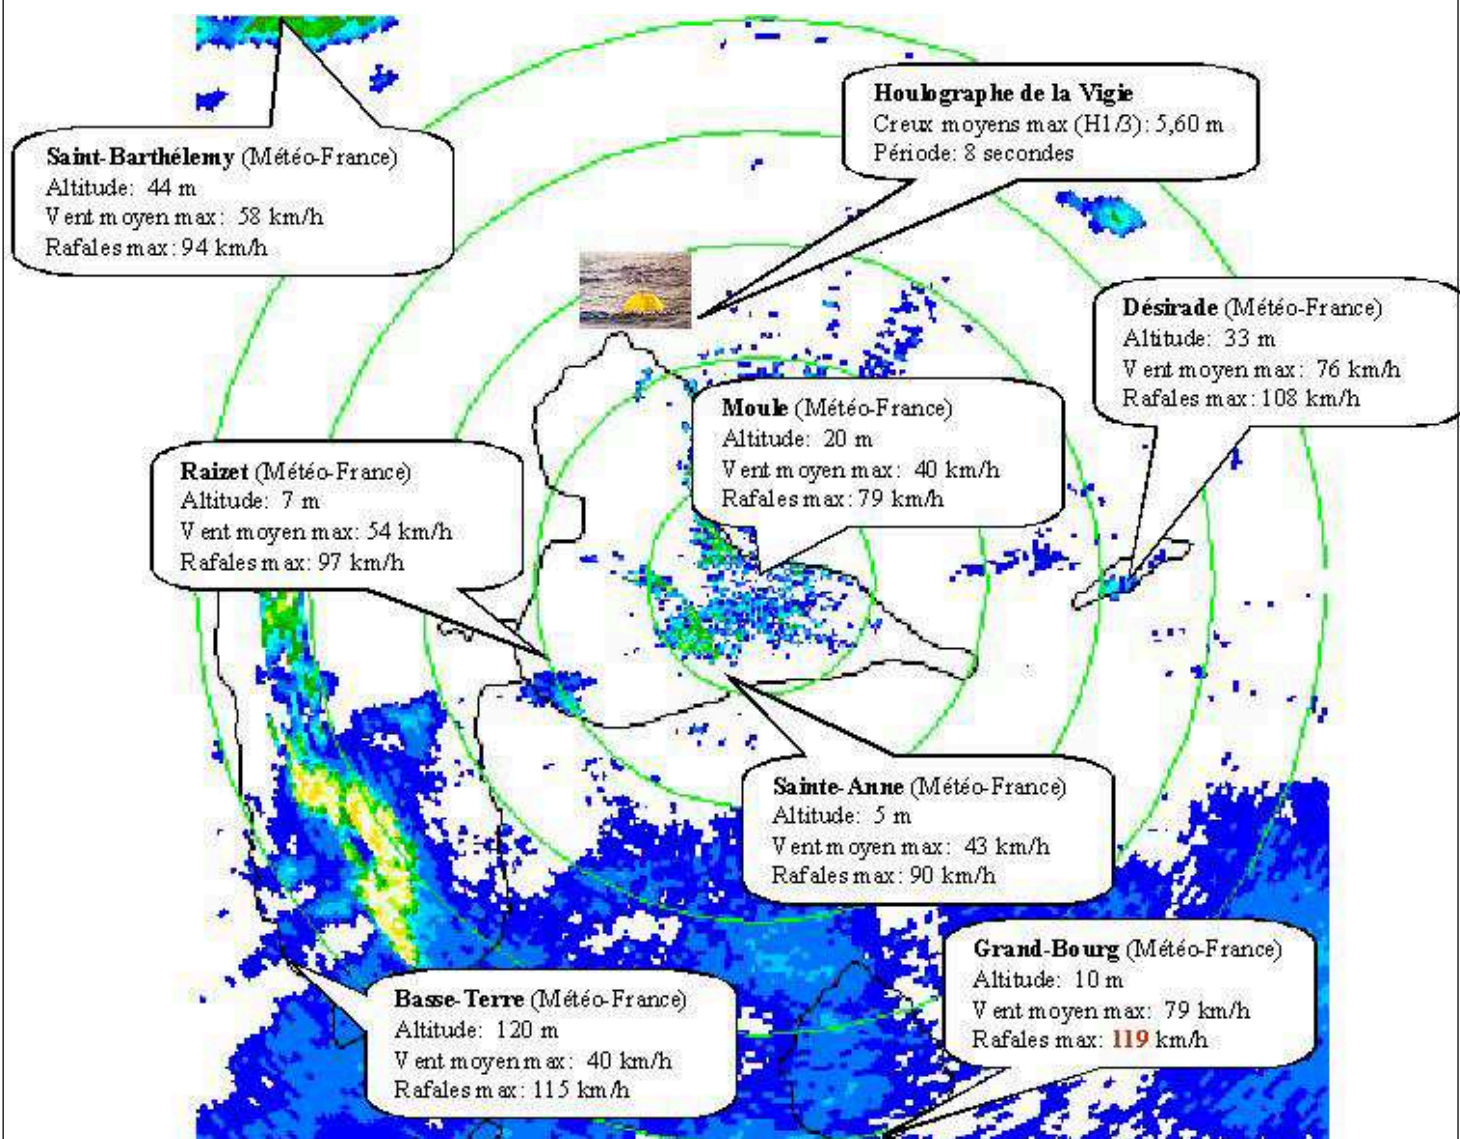 Houlographe de la Vigie
Creux moyens max (H1/3): 5,60 m
Période: 8 secondes
Saint-Barthélemy (Météo-France)
Altitude: 44 m
Vent moyen max: 58 km/h
Rafales max: 94 km/h
Désirade (Météo-France)
Altitude: 33 m
Vent moyen max: 76 km/h
Rafales max: 108 km/h
Moule (Météo-France)
Altitude: 20 m
Vent moyen max: 40 km/h
Rafales max: 79 km/h
Raizet (Météo-France)
Altitude: 7 m
Vent moyen max: 54 km/h
Rafales max: 97 km/h
Sainte-Anne (Météo-France)
Altitude: 5 m
Vent moyen max: 43 km/h
Rafales max: 90 km/h
Grand-Bourg (Météo-France)
Altitude: 10 m
Vent moyen max: 79 km/h
Rafales max: 119 km/h
Basse-Terre (Météo-France)
Altitude: 120 m
Vent moyen max: 40 km/h
Rafales max: 115 km/h